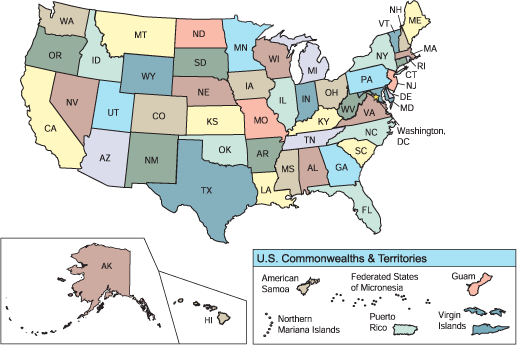 WA
OR
CA
ID
NV
MT
WY
UT
AZ
CO
NM
ND
SD
NE
KS
OK
TX
MN
IA
MO
AR
LA
WI
IL
MI
IN
OH
KY
TN
MS
AL
GA
FL
SC
NC
VA
WV
PA
NY
VT
NH
ME
MA
RI
CT
NJ
DE
MD
Washington,
DC
AK
HI
U.S. Commonwealths & Territories
American
Samoa
Federated States
of Micronesia
Guam
Northern
Mariana Islands
Puerto
Rico
Virgin
Islands